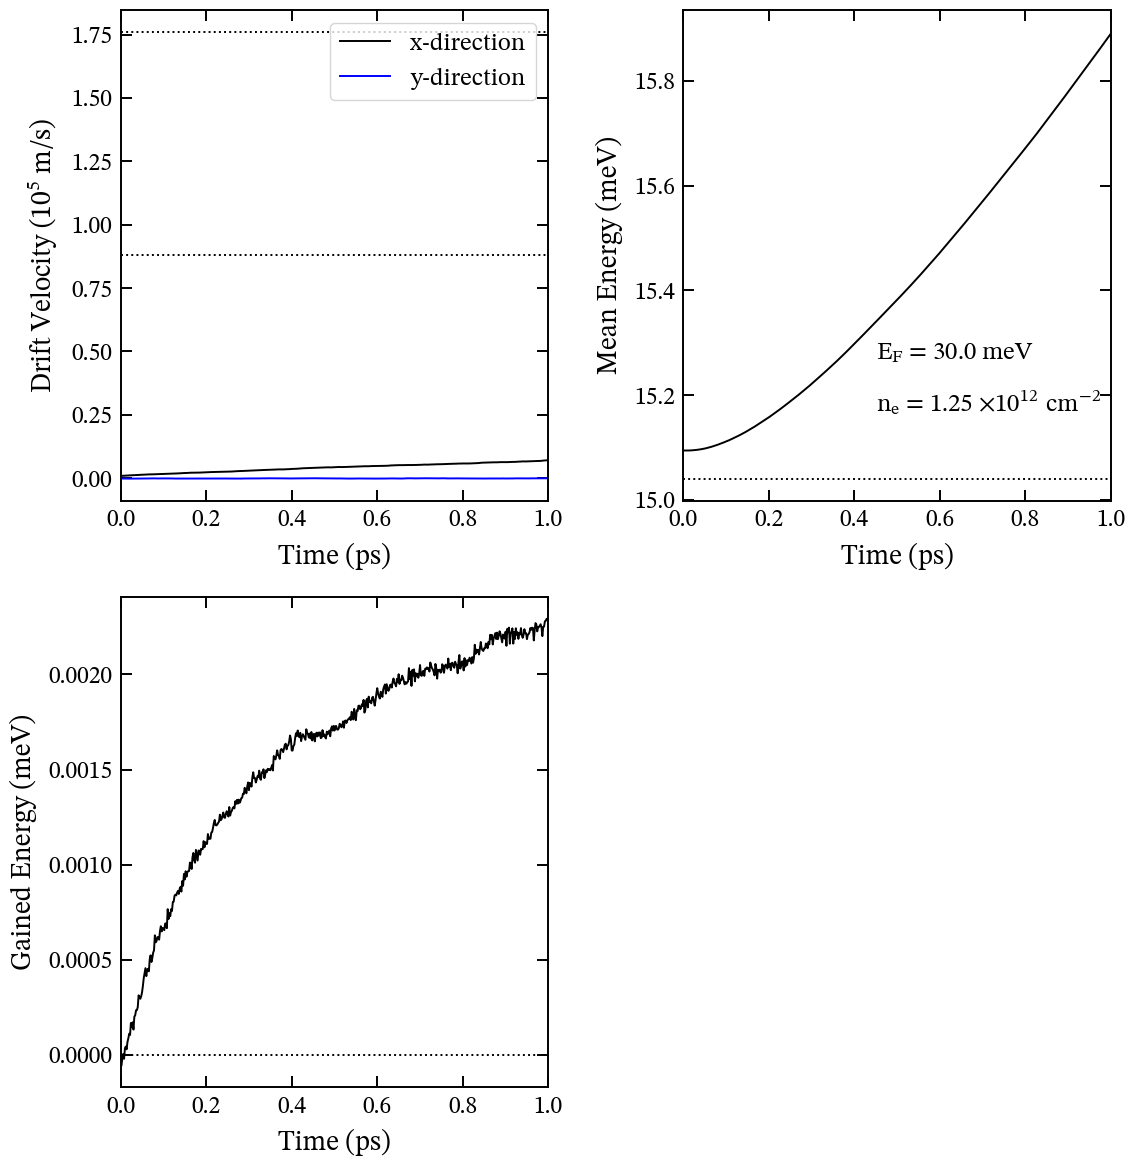 Drift Velocity (10⁵ m/s)
1.75
1.50
1.25
1.00
0.75
0.50
0.25
0.00
x-direction
y-direction
0.0 0.2 0.4 0.6 0.8 1.0
Time (ps)
Mean Energy (meV)
15.8
15.6
15.4
15.2
15.0
E_F = 30.0 meV
n_e = 1.25 ×10¹² cm⁻²
0.0 0.2 0.4 0.6 0.8 1.0
Time (ps)
Gained Energy (meV)
0.0020
0.0015
0.0010
0.0005
0.0000
0.0 0.2 0.4 0.6 0.8 1.0
Time (ps)